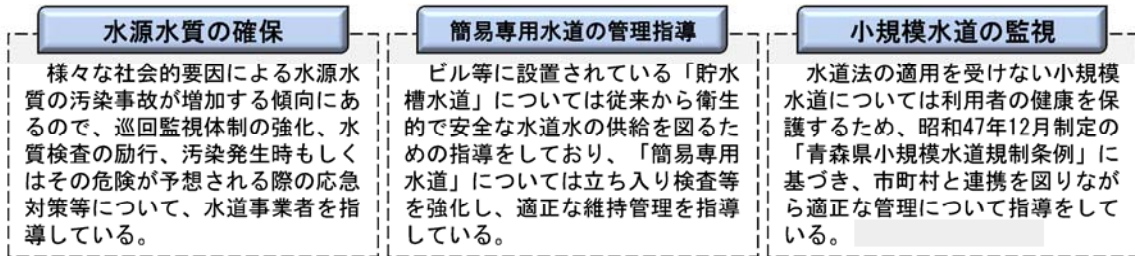 水源水質の確保
様々な社会的要因による水源水
質の汚染事故が増加する傾向にあ
るので、巡回監視体制の強化、水
質検査の励行、汚染発生時もしく
はその危険が予想される際の応急
対策等について、水道事業者を指
導している。
簡易専用水道の管理指導
ビル等に設置されている「貯水
槽水道」については従来から衛生
的で安全な水道水の供給を図るた
めの指導をしており、「簡易専用
水道」については立ち入り検査等
を強化し、適正な維持管理を指導
している。
小規模水道の監視
水道法の適用を受けない小規模
水道については利用者の健康を保
護するため、昭和47年12月制定の
「青森県小規模水道規制条例」に
基づき、市町村と連携を図りなが
ら適正な管理について指導をして
いる。